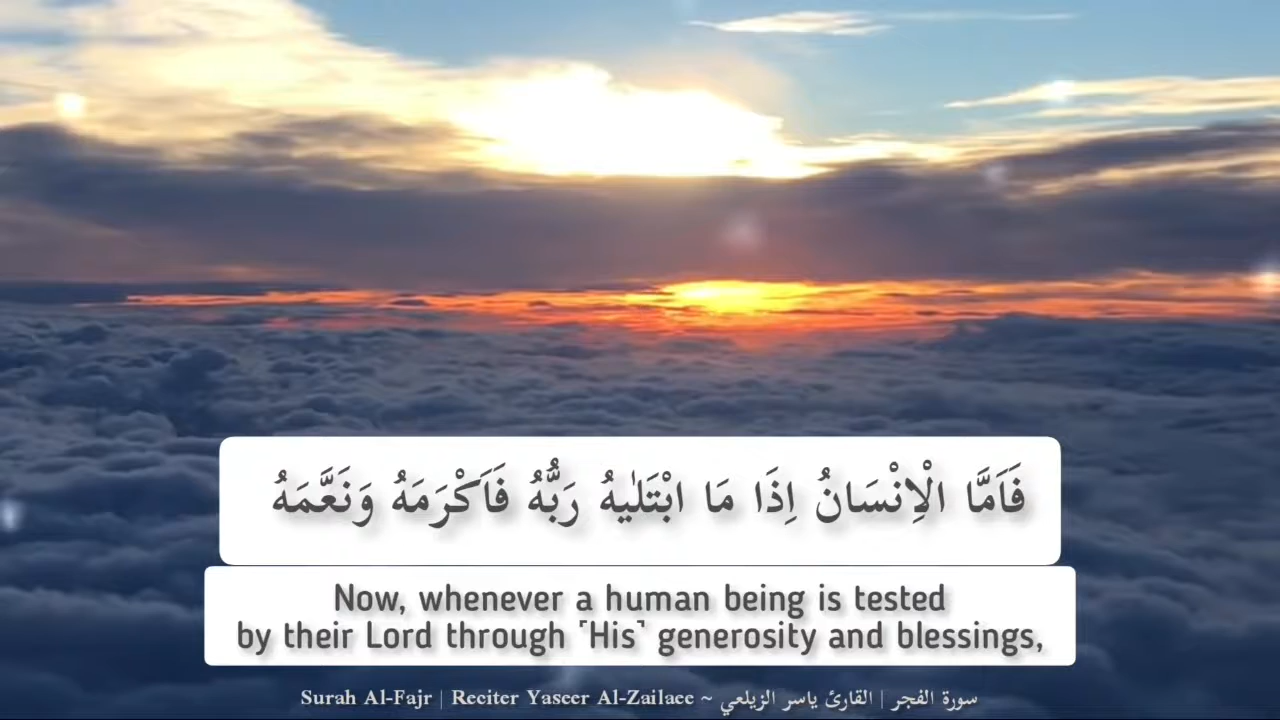 فَاَمَّا الْاِنْسَانُ اِذَا مَا ابْتَلٰيهُ رَبُّهُ فَاَكْرَمَهُ وَنَعَّمَهُ
Now, whenever a human being is tested
by their Lord through ˹His˺ generosity and blessings,
Surah Al-Fajr | Reciter Yaseer Al-Zailaee ~ سورة الفجر | القارئ ياسر الزيلعي